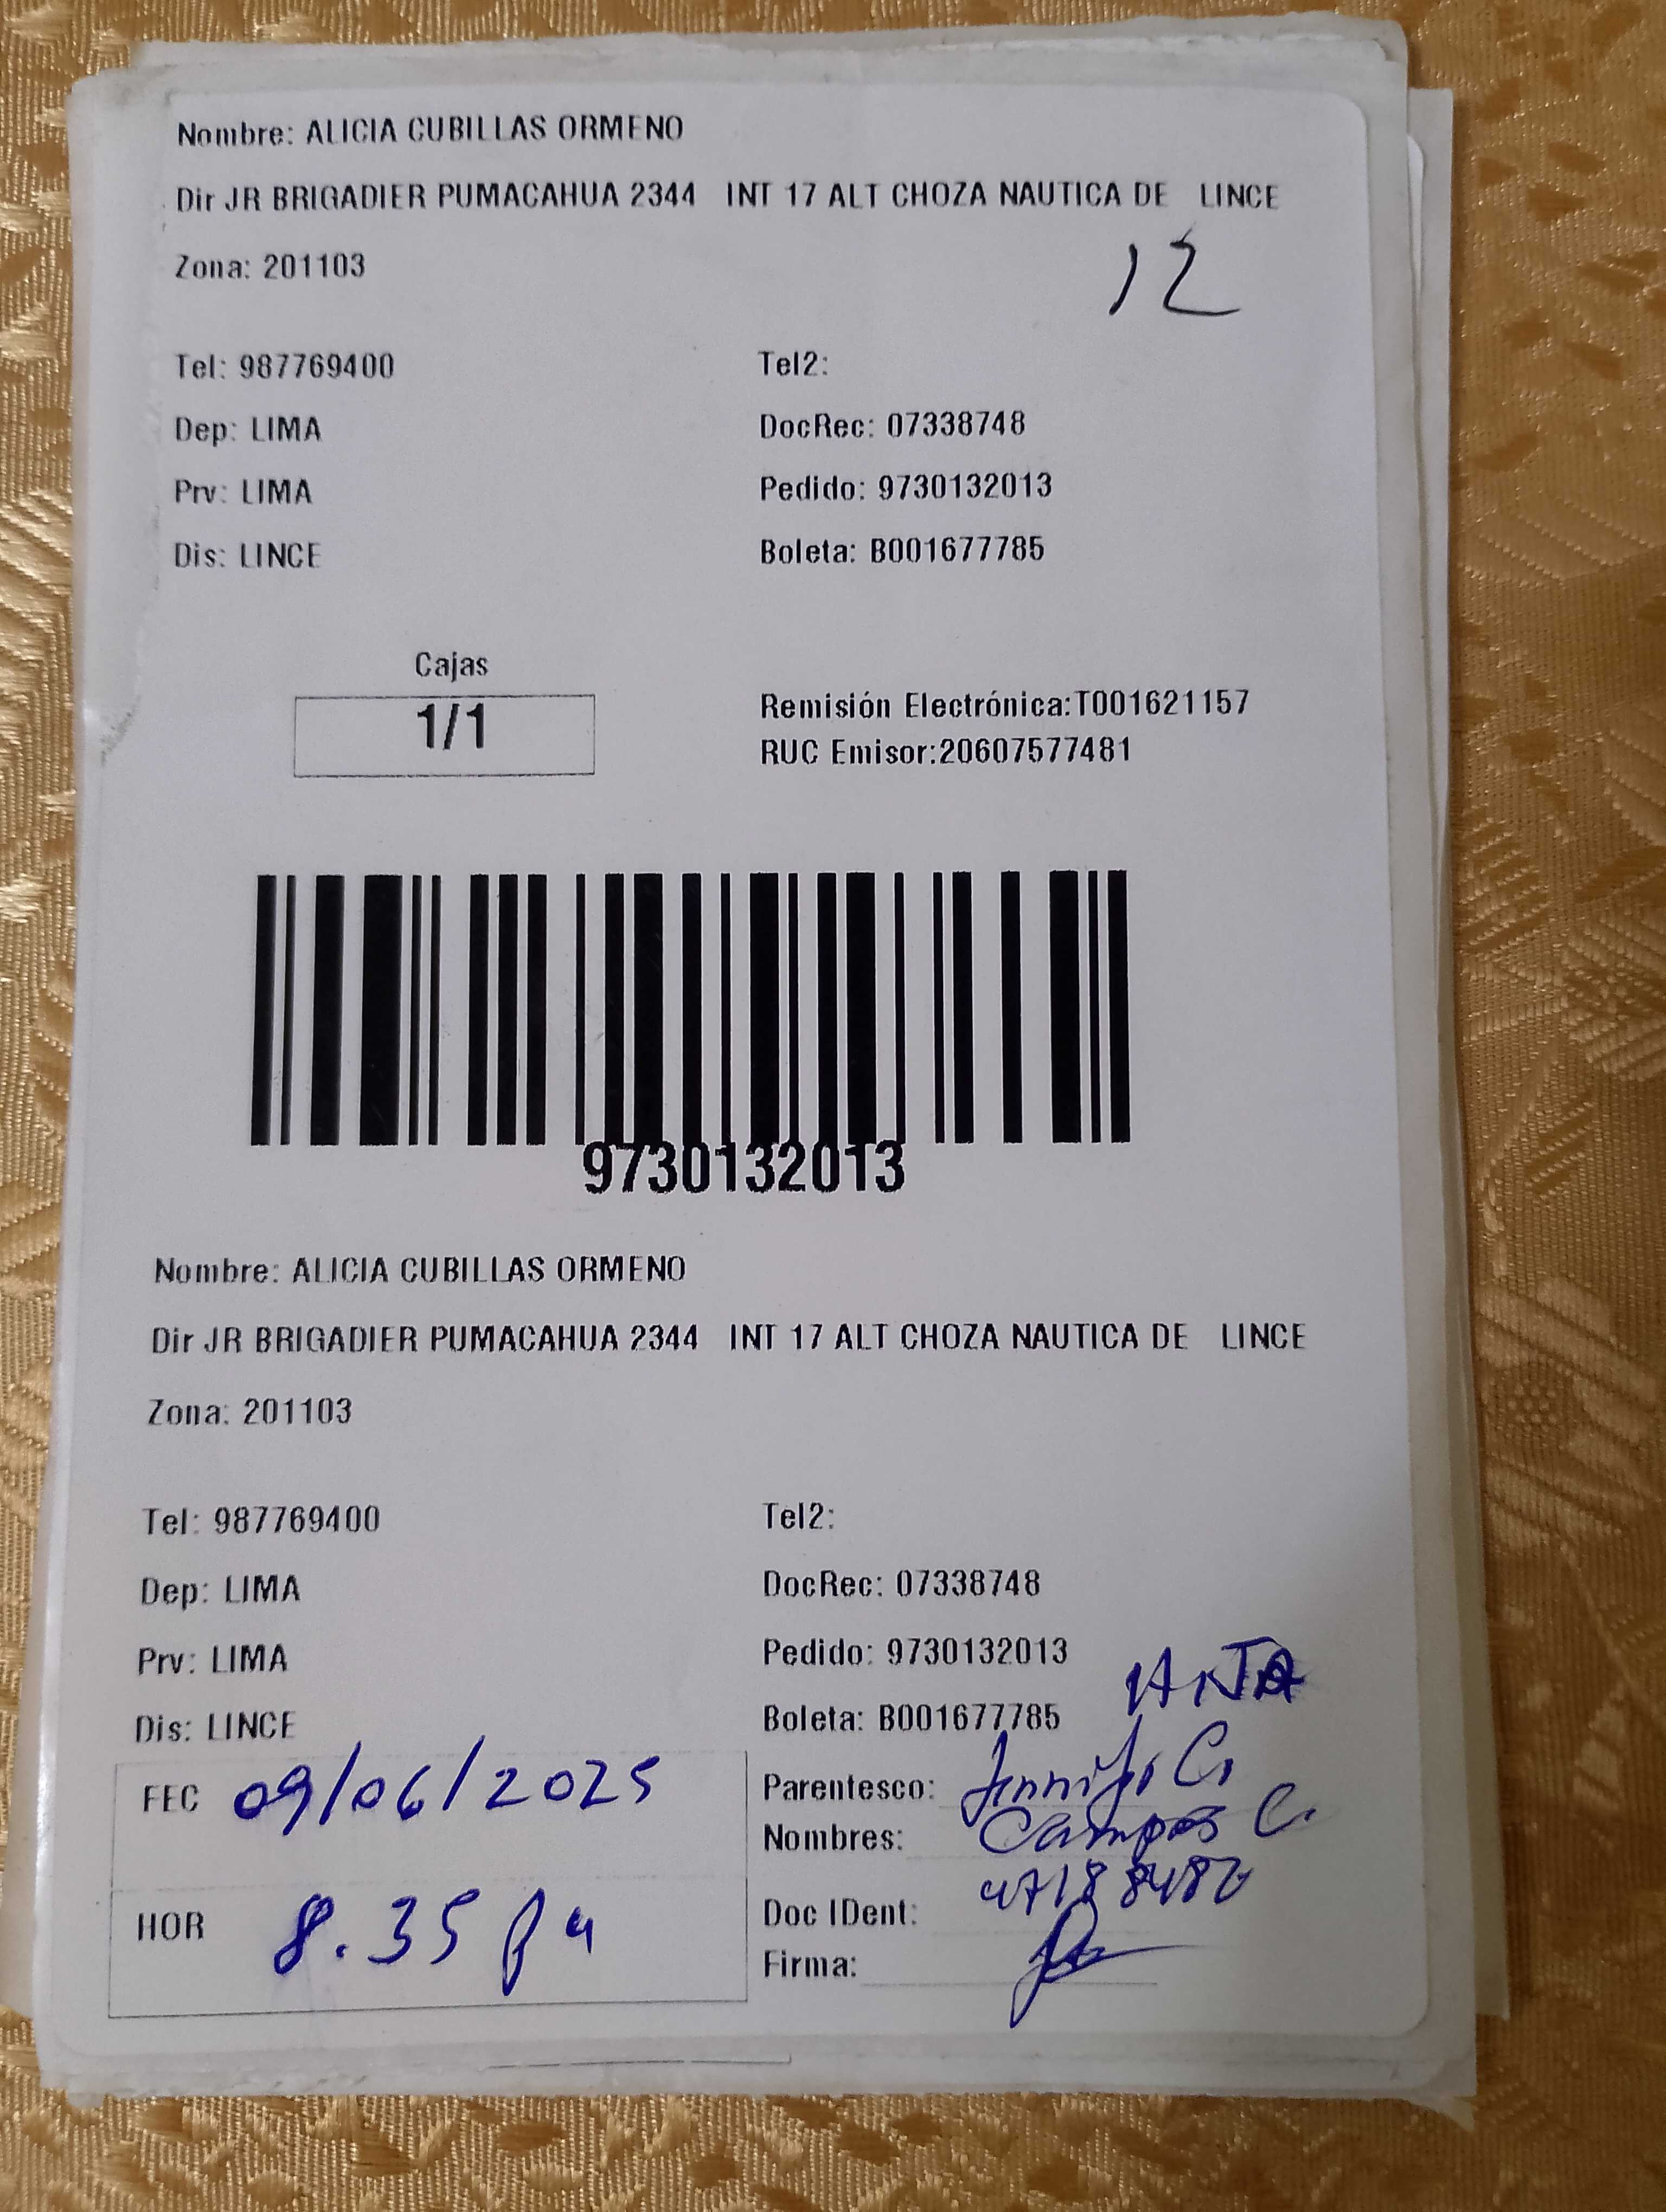 Nombre: ALICIA CUBILLAS ORMENO
Dir JR BRIGADIER PUMACAHUA 2344 INT 17 ALT CHOZA NAUTICA DE LINCE
Zona: 201103
12
Tel: 987769400 Tel2:
Dep: LIMA DocRec: 07338748
Prv: LIMA Pedido: 9730132013
Dis: LINCE Boleta: B001677785
Cajas
1/1
Remisión Electrónica:T001621157
RUC Emisor:20607577481
9730132013
Nombre: ALICIA CUBILLAS ORMENO
Dir JR BRIGADIER PUMACAHUA 2344 INT 17 ALT CHOZA NAUTICA DE LINCE
Zona: 201103
Tel: 987769400 Tel2:
Dep: LIMA DocRec: 07338748
Prv: LIMA Pedido: 9730132013
Dis: LINCE Boleta: B001677785
FEC 09/06/2025 Parentesco: C.
Nombres: Campos C.
HOR 8.35 Doc IDent:
Firma: